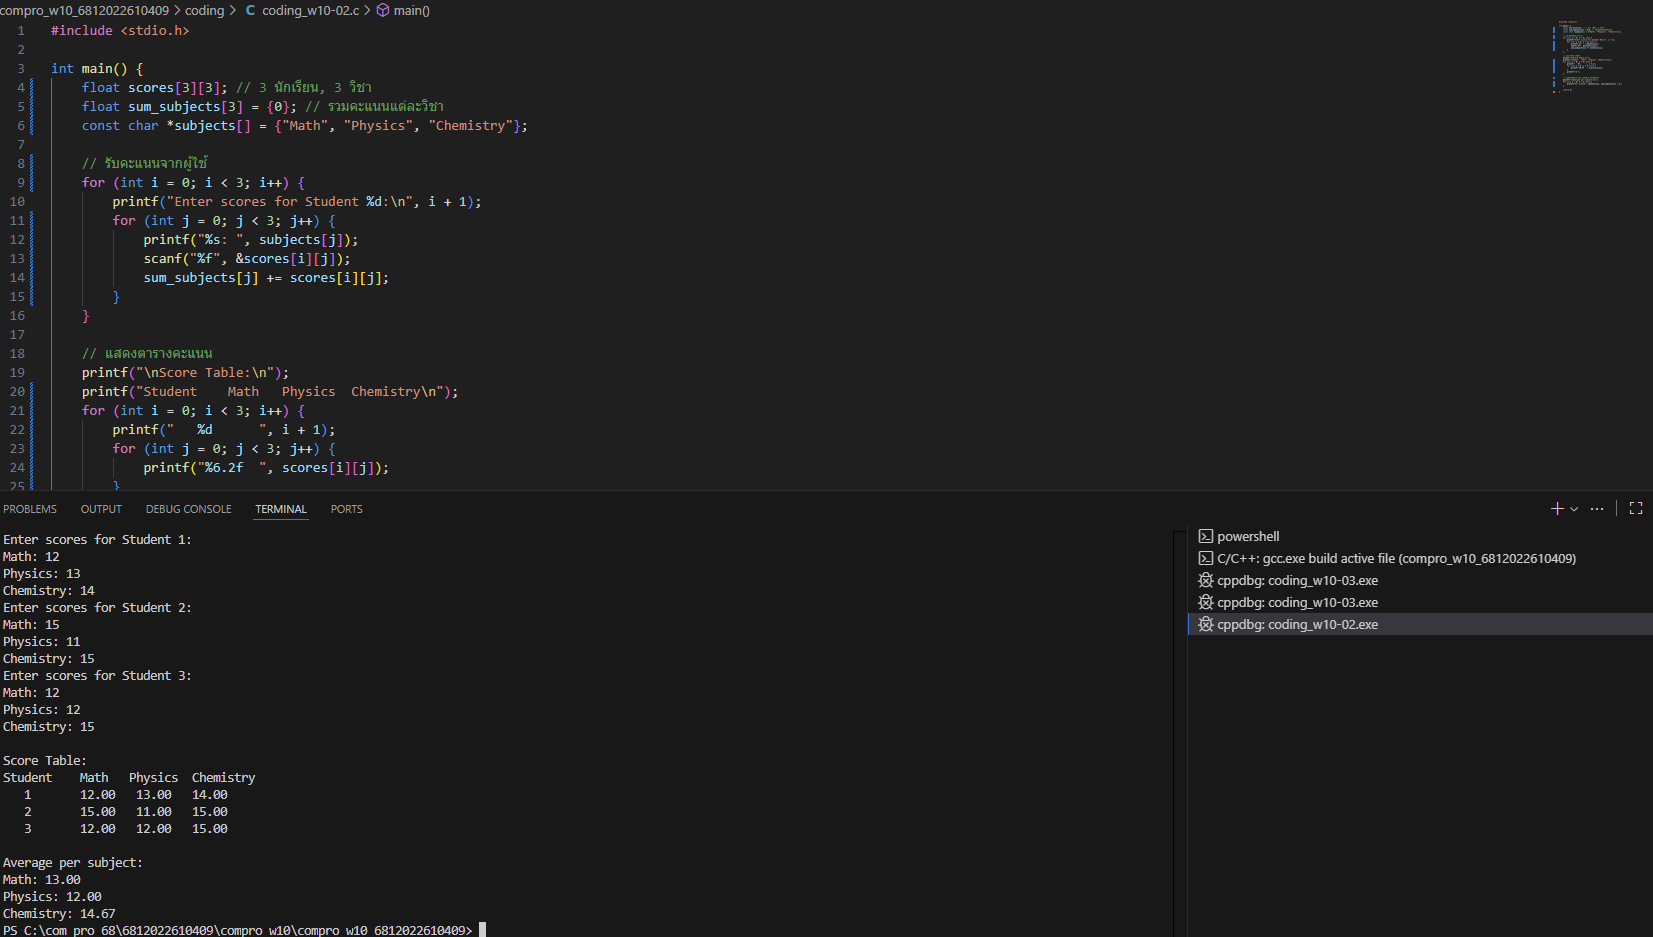 compro_w10_6812022610409 > coding > C coding_w10-02.c > main()
1 #include <stdio.h>
2
3 int main() {
4 float scores[3][3]; // 3 นักเรียน, 3 วิชา
5 float sum_subjects[3] = {0}; // รวมคะแนนแต่ละวิชา
6 const char *subjects[] = {"Math", "Physics", "Chemistry"};
7
8 // รับคะแนนจากผู้ใช้
9 for (int i = 0; i < 3; i++) {
10 printf("Enter scores for Student %d:\n", i + 1);
11 for (int j = 0; j < 3; j++) {
12 printf("%s: ", subjects[j]);
13 scanf("%f", &scores[i][j]);
14 sum_subjects[j] += scores[i][j];
15 }
16 }
17
18 // แสดงตารางคะแนน
19 printf("\nScore Table:\n");
20 printf("Student    Math   Physics  Chemistry\n");
21 for (int i = 0; i < 3; i++) {
22 printf("   %d      ", i + 1);
23 for (int j = 0; j < 3; j++) {
24 printf("%6.2f  ", scores[i][j]);
25 }
PROBLEMS OUTPUT DEBUG CONSOLE TERMINAL PORTS
Enter scores for Student 1:
Math: 12
Physics: 13
Chemistry: 14
Enter scores for Student 2:
Math: 15
Physics: 11
Chemistry: 15
Enter scores for Student 3:
Math: 12
Physics: 12
Chemistry: 15
Score Table:
Student    Math   Physics  Chemistry
1       12.00   13.00   14.00
2       15.00   11.00   15.00
3       12.00   12.00   15.00
Average per subject:
Math: 13.00
Physics: 12.00
Chemistry: 14.67
PS C:\com pro 68\6812022610409\compro w10\compro w10 6812022610409>
powershell
C/C++: gcc.exe build active file (compro_w10_6812022610409)
cppdbg: coding_w10-03.exe
cppdbg: coding_w10-03.exe
cppdbg: coding_w10-02.exe